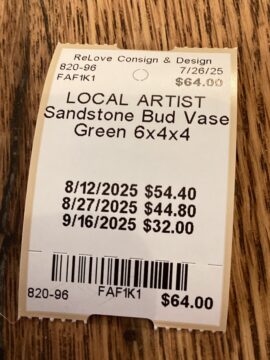 ReLove Consign & Design
820-96 7/26/25
FAF1K1 $64.00
LOCAL ARTIST
Sandstone Bud Vase
Green 6x4x4
8/12/2025 $54.40
8/27/2025 $44.80
9/16/2025 $32.00
820-96 FAF1K1 $64.00